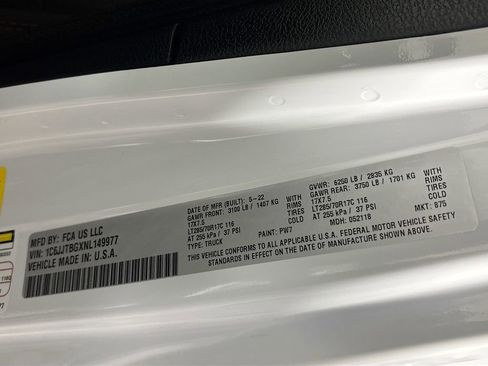 MFD BY: FCA US LLC
VIN: 1C6JJTBGXNL149977
VEHICLE MADE IN: U.S.A.
DATE OF MFR (BUILT): 5-22
GAWR FRONT: 3100 LB / 1407 KG WITH
17X7.5 RIMS
LT285/70R17C 116 TIRES
AT 255 kPa / 37 PSI COLD
TYPE: TRUCK
PAINT: PW7
MDH: 052118
GVWR: 6250 LB / 2835 KG
GAWR REAR: 3750 LB / 1701 KG WITH
17X7.5 RIMS
LT285/70R17C 116 TIRES
AT 255 kPa / 37 PSI COLD
MKT: 875
THIS VEHICLE CONFORMS TO ALL APPLICABLE U.S.A. FEDERAL MOTOR VEHICLE SAFETY
STANDARDS IN EFFECT ON THE DATE OF MANUFACTURE SHOWN ABOVE.